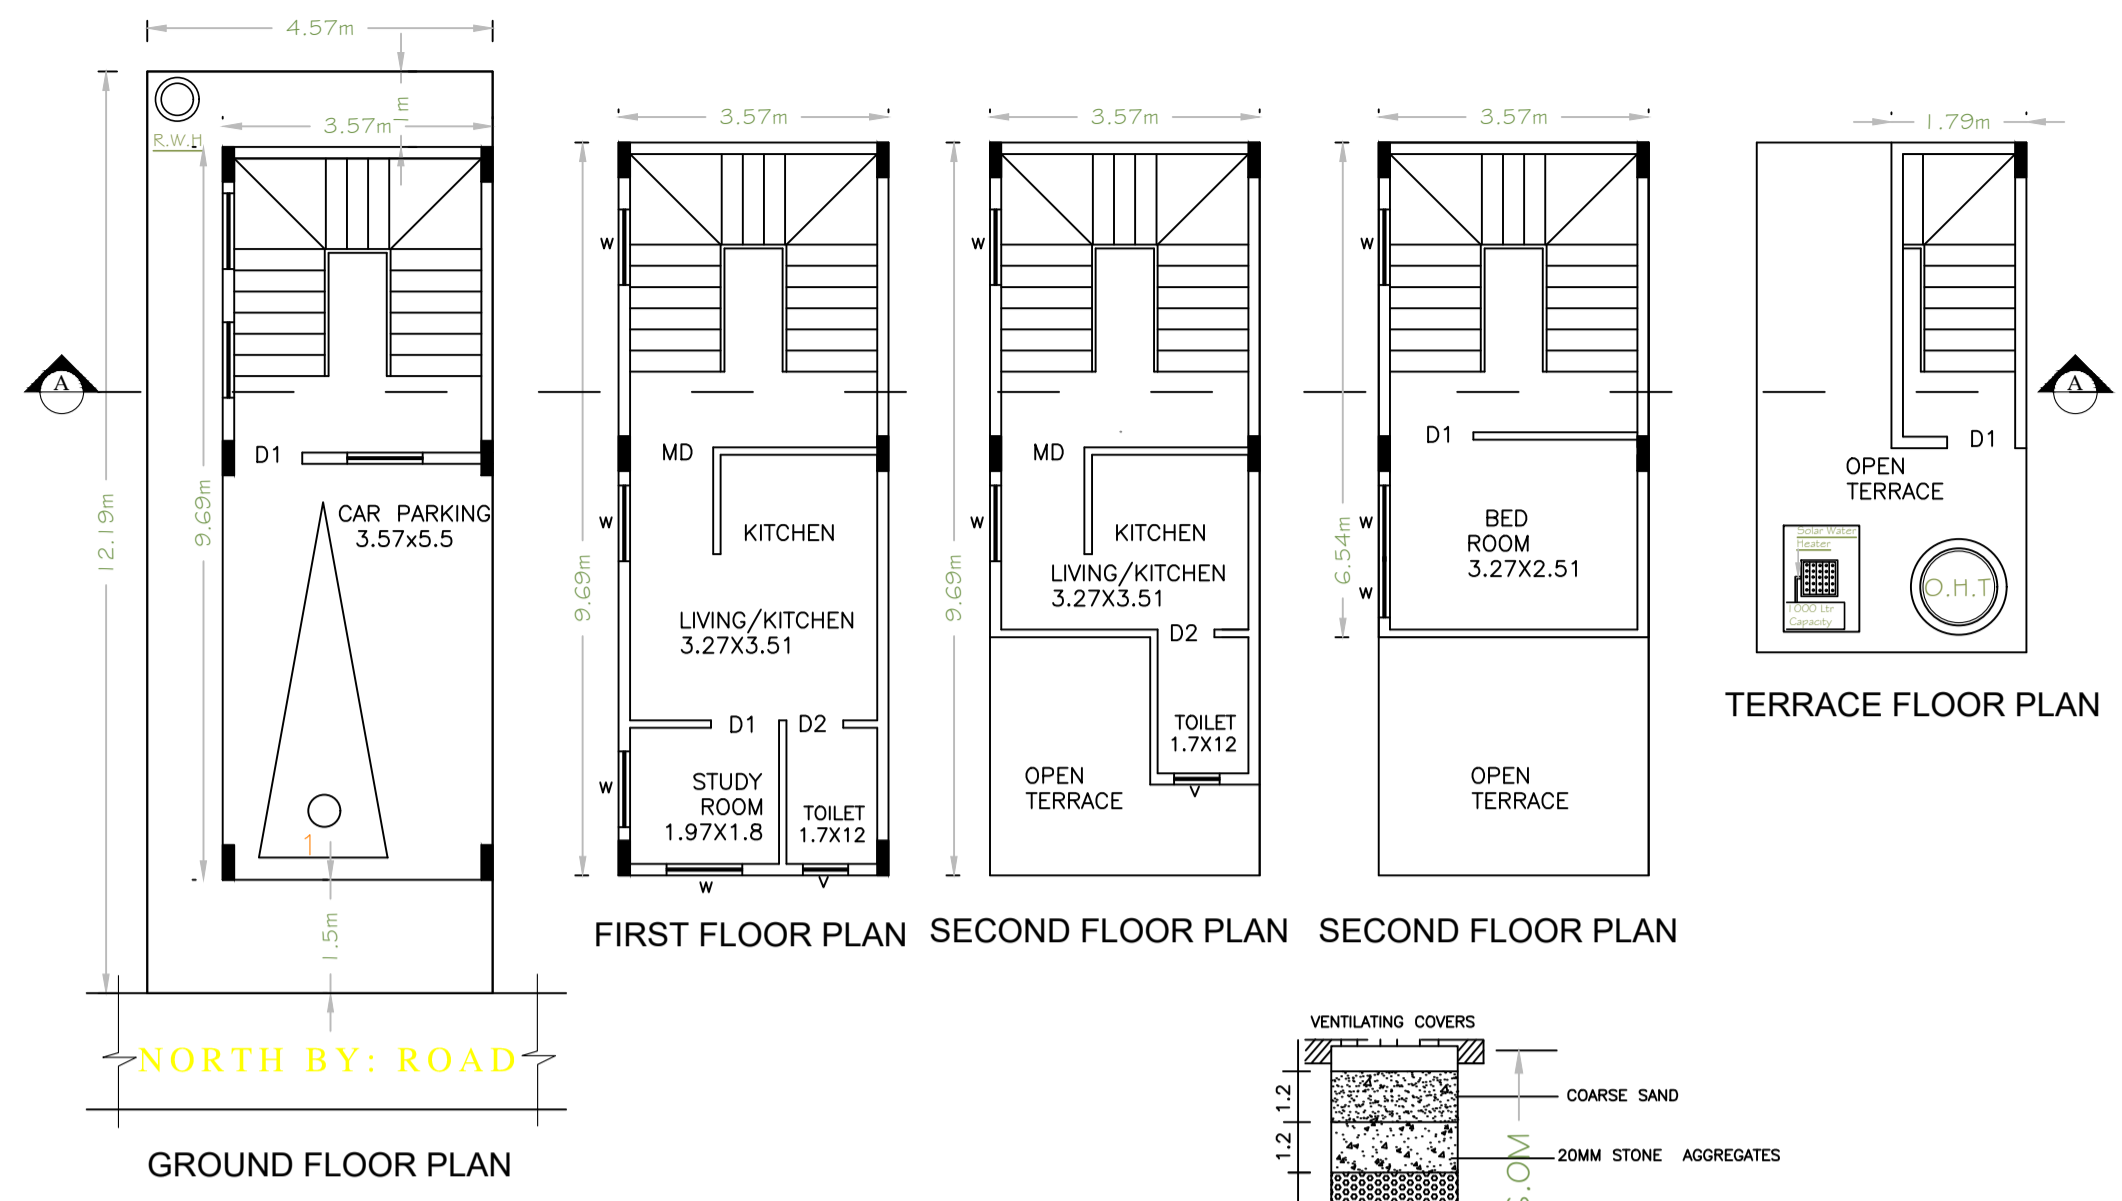 4.57m
1m
R.W.H
3.57m
12.19m
9.69m
A
D1
CAR PARKING
3.57x5.5
1
1.5m
NORTH BY: ROAD
GROUND FLOOR PLAN
3.57m
9.69m
W
MD
W
KITCHEN
LIVING/KITCHEN
3.27X3.51
D1
D2
W
STUDY
ROOM
1.97X1.8
TOILET
1.7X12
W
V
FIRST FLOOR PLAN
3.57m
9.69m
W
MD
W
KITCHEN
LIVING/KITCHEN
3.27X3.51
D2
TOILET
1.7X12
V
OPEN
TERRACE
SECOND FLOOR PLAN
3.57m
6.54m
W
D1
W
W
BED
ROOM
3.27X2.51
OPEN
TERRACE
SECOND FLOOR PLAN
1.79m
A
D1
OPEN
TERRACE
Solar Water
Heater
1000 Ltr
Capacity
O.H.T
TERRACE FLOOR PLAN
VENTILATING COVERS
1.2
COARSE SAND
1.2
20MM STONE AGGREGATES